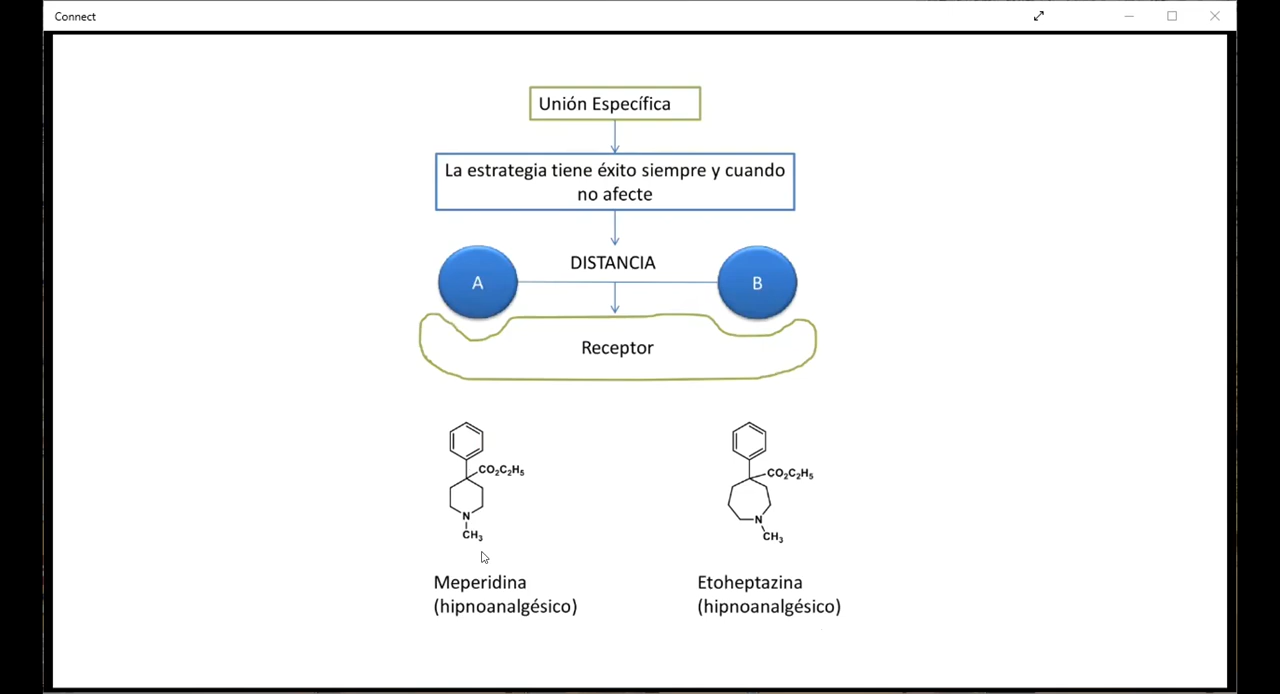 Connect
Unión Específica
La estrategia tiene éxito siempre y cuando
no afecte
DISTANCIA
A
B
Receptor
CO₂C₂H₅
N
CH₃
CO₂C₂H₅
N
CH₃
Meperidina
(hipnoanalgésico)
Etoheptazina
(hipnoanalgésico)